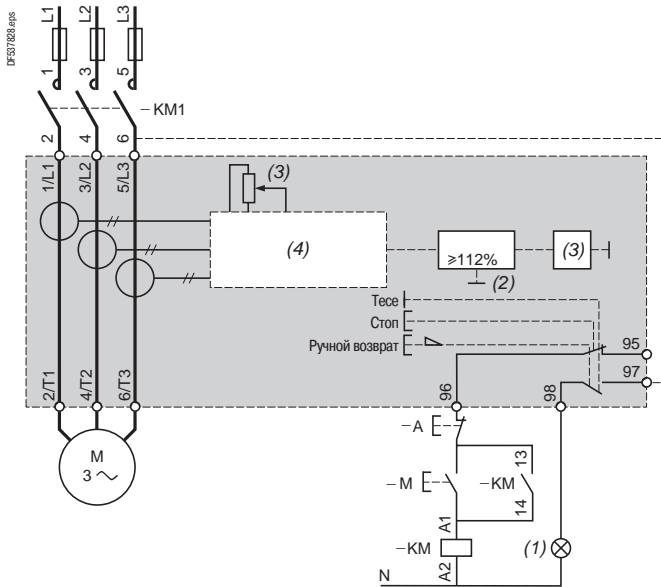 DF537828.eps
L1
L2
L3
1
3
5
–KM1
2
4
6
1/L1
3/L2
5/L3
(3)
(4)
≥112%
(3)
(2)
Тесе
Стоп
Ручной возврат
95
97
2/T1
4/T2
6/T3
96
98
–A
M
3
–M
–KM
13
14
A1
–KM
(1)
A2
N